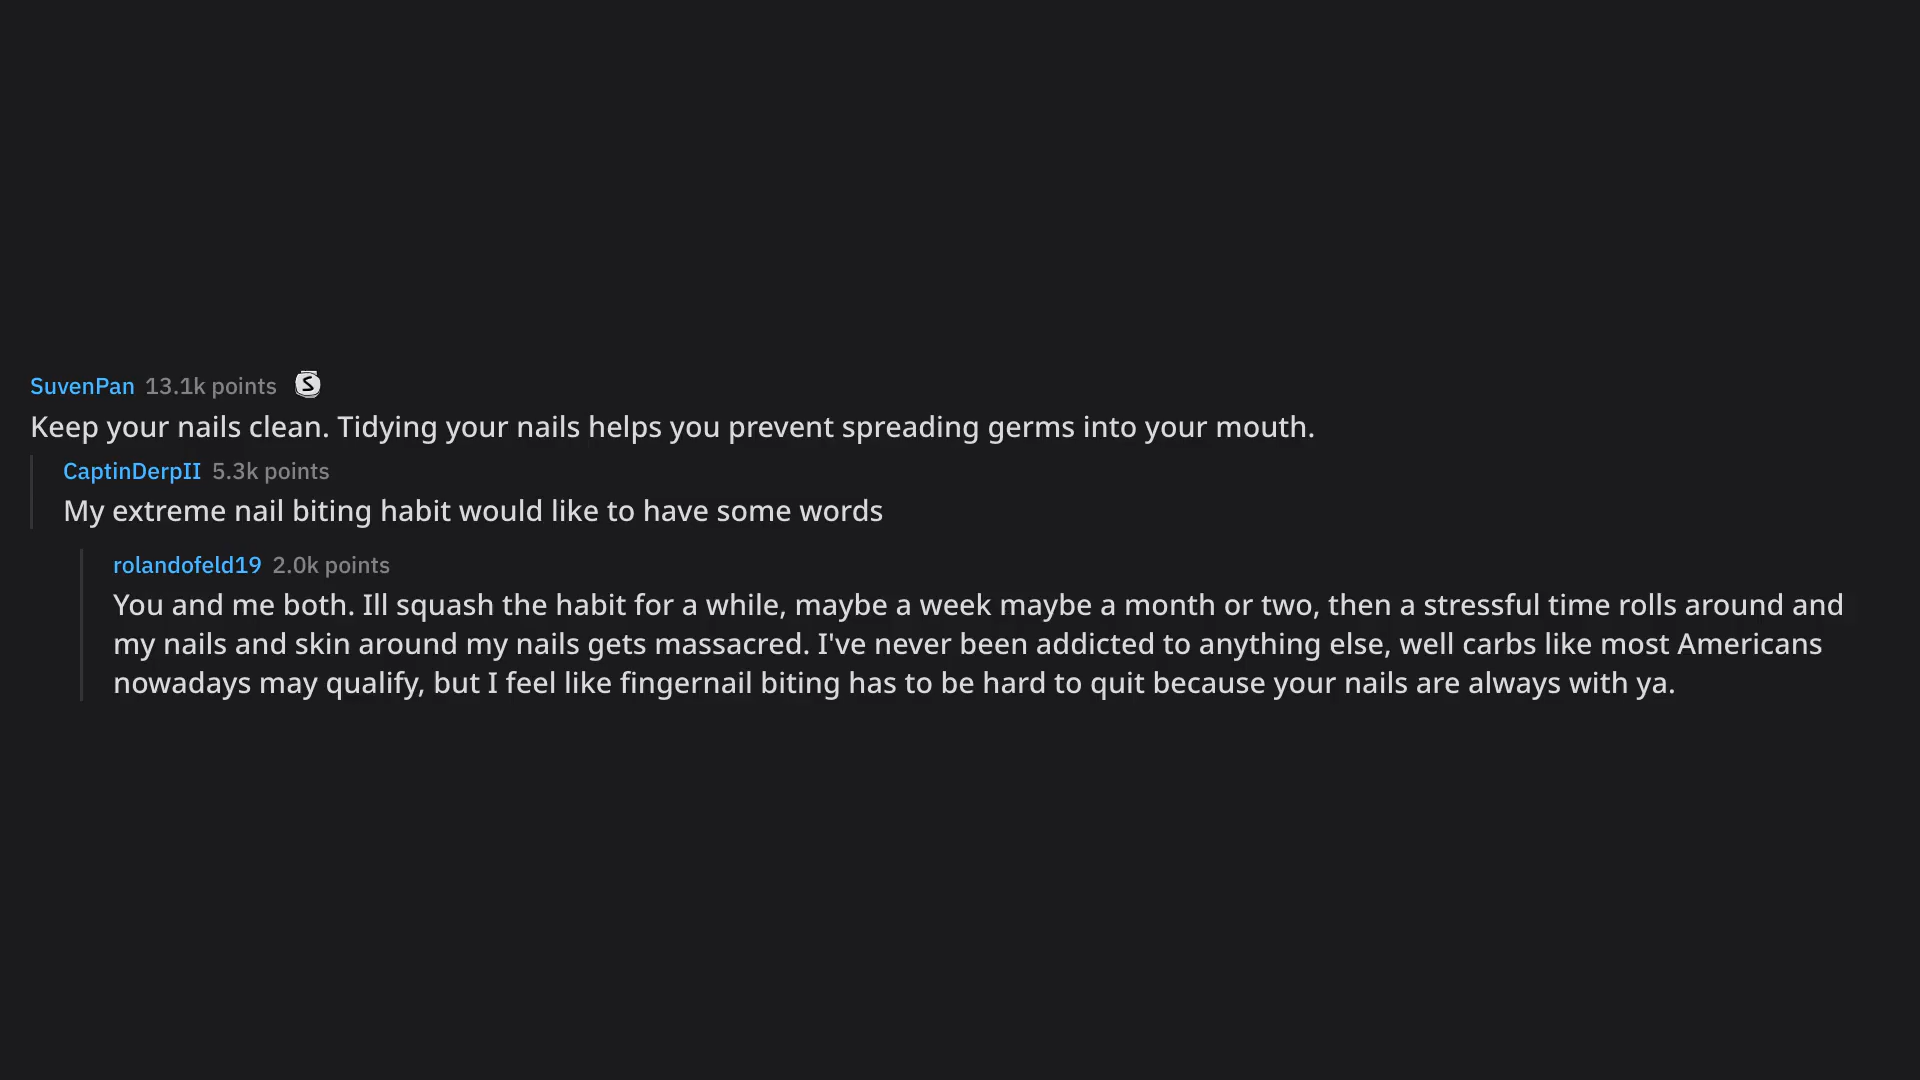 SuvenPan 13.1k points S
Keep your nails clean. Tidying your nails helps you prevent spreading germs into your mouth.
CaptinDerpII 5.3k points
My extreme nail biting habit would like to have some words
rolandofeld19 2.0k points
You and me both. Ill squash the habit for a while, maybe a week maybe a month or two, then a stressful time rolls around and
my nails and skin around my nails gets massacred. I've never been addicted to anything else, well carbs like most Americans
nowadays may qualify, but I feel like fingernail biting has to be hard to quit because your nails are always with ya.